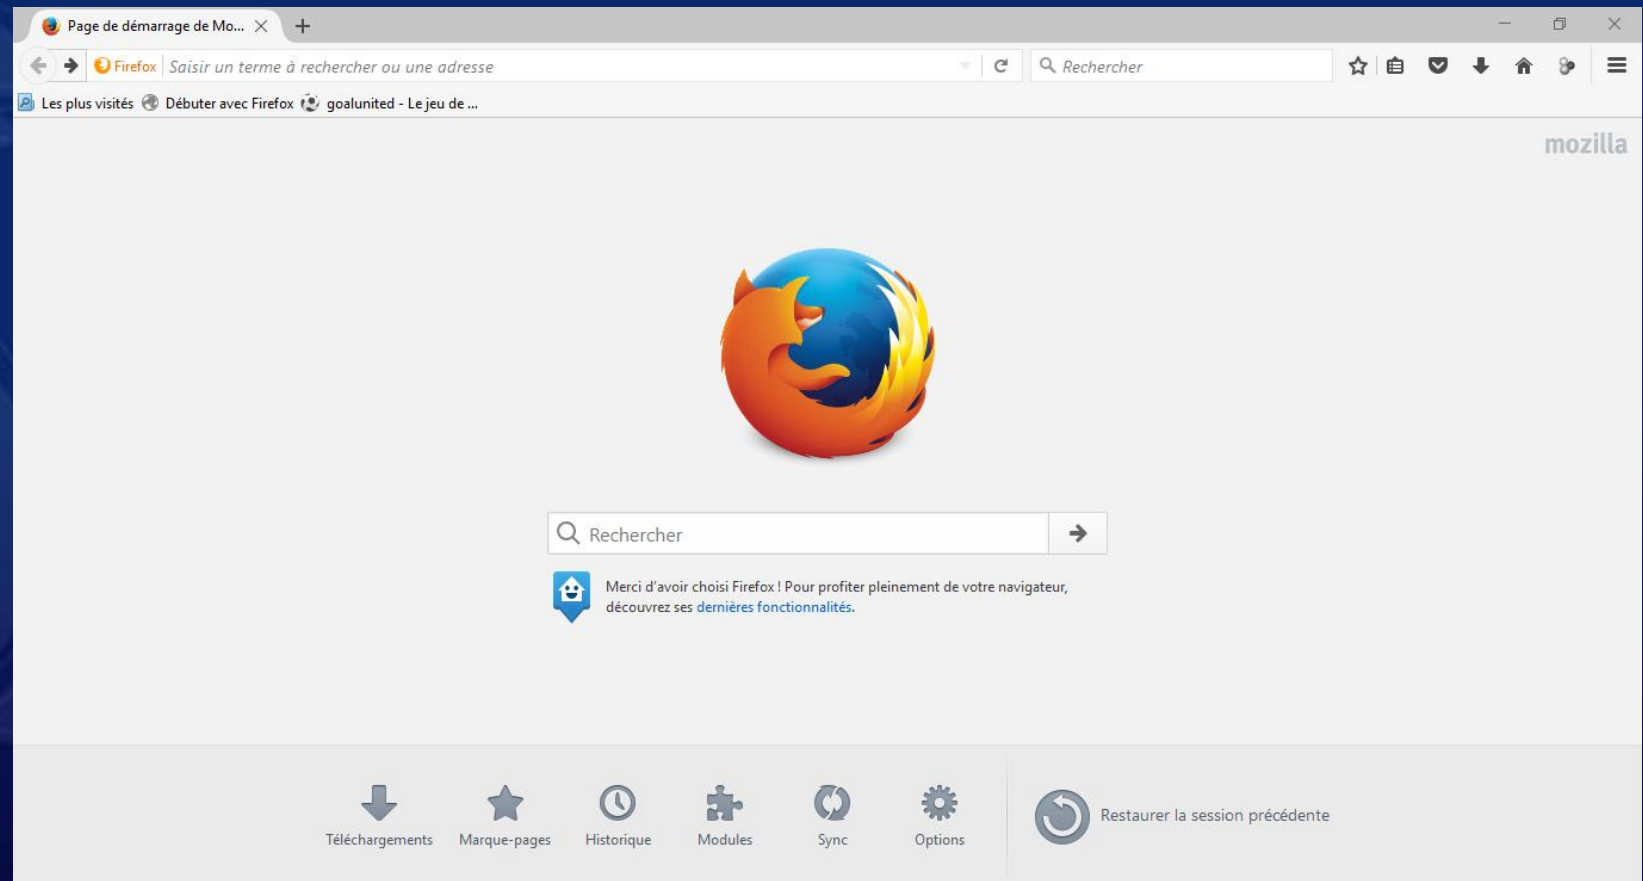 Page de démarrage de Mo...
Firefox Saisir un terme à rechercher ou une adresse
Rechercher
Les plus visités Débuter avec Firefox goalunited - Le jeu de ...
mozilla
Rechercher
Merci d'avoir choisi Firefox ! Pour profiter pleinement de votre navigateur,
découvrez ses dernières fonctionnalités.
Téléchargements Marque-pages Historique Modules Sync Options
Restaurer la session précédente